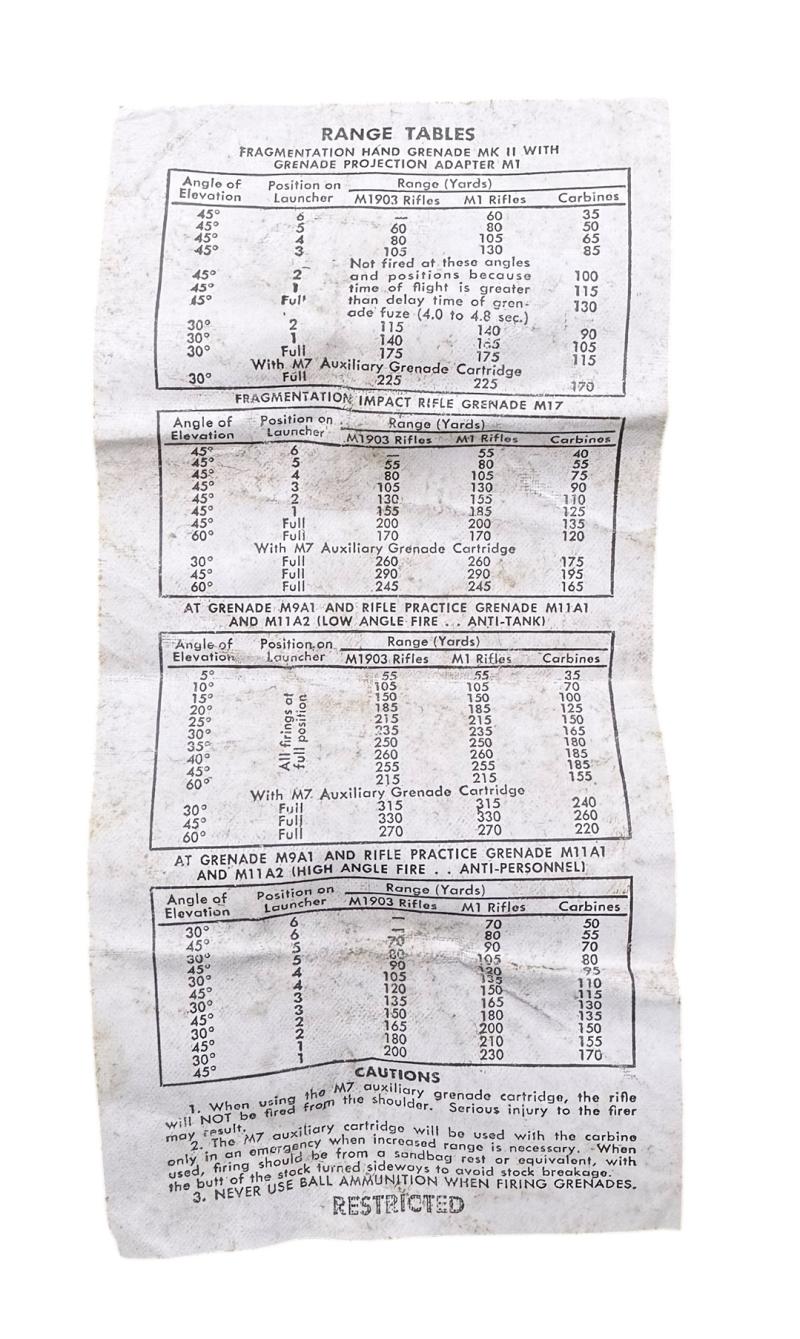 RANGE TABLES
FRAGMENTATION HAND GRENADE MK II WITH
GRENADE PROJECTION ADAPTER M1
Angle of Elevation Position on Launcher Range (Yards)
M1903 Rifles M1 Rifles Carbines
45° 6 — 60 35
45° 5 60 80 50
45° 4 80 105 65
45° 3 105 130 85
Not fired at these angles
45° 2 and positions because 100
45° 1 time of flight is greater 115
45° Full than delay time of gren- 130
ade fuze (4.0 to 4.8 sec.)
30° 2 115 140 90
30° 1 140 165 105
30° Full 175 175 115
With M7 Auxiliary Grenade Cartridge
30° Full 225 225 170
FRAGMENTATION IMPACT RIFLE GRENADE M17
Angle of Elevation Position on Launcher Range (Yards)
M1903 Rifles M1 Rifles Carbines
45° 6 — 55 40
45° 5 55 80 55
45° 4 80 105 75
45° 3 105 130 90
45° 2 130 155 110
45° 1 155 185 125
45° Full 200 200 135
60° Full 170 170 120
With M7 Auxiliary Grenade Cartridge
30° Full 260 260 175
45° Full 290 290 195
60° Full 245 245 165
AT GRENADE M9A1 AND RIFLE PRACTICE GRENADE M11A1
AND M11A2 (LOW ANGLE FIRE . . ANTI-TANK)
Angle of Elevation Position on Launcher Range (Yards)
M1903 Rifles M1 Rifles Carbines
All firings at
full position
5° 55 55 35
10° 105 105 70
15° 150 150 100
20° 185 185 125
25° 215 215 150
30° 235 235 165
35° 250 250 180
40° 260 260 185
45° 255 255 185
60° 215 215 155
With M7 Auxiliary Grenade Cartridge
30° Full 315 315 240
45° Full 330 330 260
60° Full 270 270 220
AT GRENADE M9A1 AND RIFLE PRACTICE GRENADE M11A1
AND M11A2 (HIGH ANGLE FIRE . . ANTI-PERSONNEL)
Angle of Elevation Position on Launcher Range (Yards)
M1903 Rifles M1 Rifles Carbines
30° 6 — 70 50
45° 6 — 80 55
30° 5 70 90 70
45° 5 80 105 80
30° 4 90 95
45° 4 105 135 110
30° 3 120 150 115
45° 3 135 165 130
30° 2 150 180 135
45° 2 165 200 150
30° 1 180 210 155
45° 1 200 230 170
CAUTIONS
1. When using the M7 auxiliary grenade cartridge, the rifle
will NOT be fired from the shoulder. Serious injury to the firer
may result.
2. The M7 auxiliary cartridge will be used with the carbine
only in an emergency when increased range is necessary. When
used, firing should be from a sandbag rest or equivalent, with
the butt of the stock turned sideways to avoid stock breakage.
3. NEVER USE BALL AMMUNITION WHEN FIRING GRENADES.
RESTRICTED